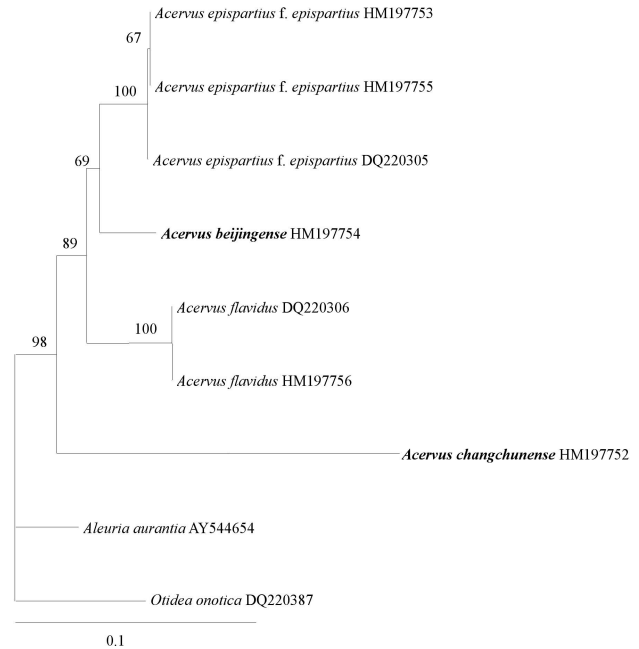 Acervus epispartius f. epispartius HM197753
67
Acervus epispartius f. epispartius HM197755
100
Acervus epispartius f. epispartius DQ220305
69
Acervus beijingense HM197754
89
Acervus flavidus DQ220306
100
98
Acervus flavidus HM197756
Acervus changchunense HM197752
Aleuria aurantia AY544654
Otidea onotica DQ220387
0.1